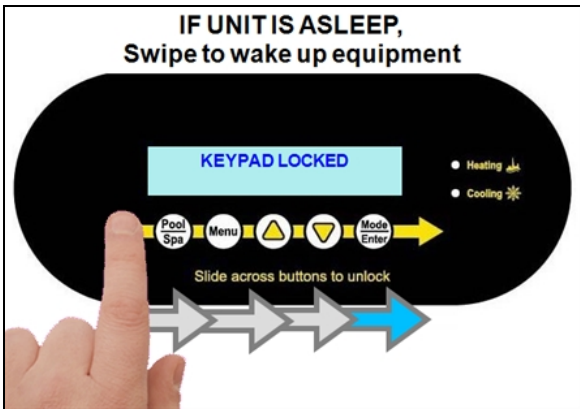 IF UNIT IS ASLEEP,
Swipe to wake up equipment
KEYPAD LOCKED
Heating
Cooling
Pool
Spa
Menu
Mode
Enter
Slide across buttons to unlock